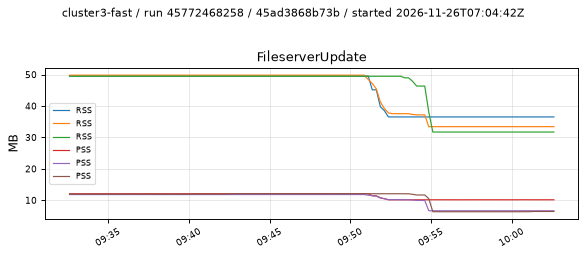 cluster3-fast / run 45772468258 / 45ad3868b73b / started 2026-11-26T07:04:42Z
FileserverUpdate
MB
50
40
30
20
10
RSS
RSS
RSS
PSS
PSS
PSS
09:35
09:40
09:45
09:50
09:55
10:00